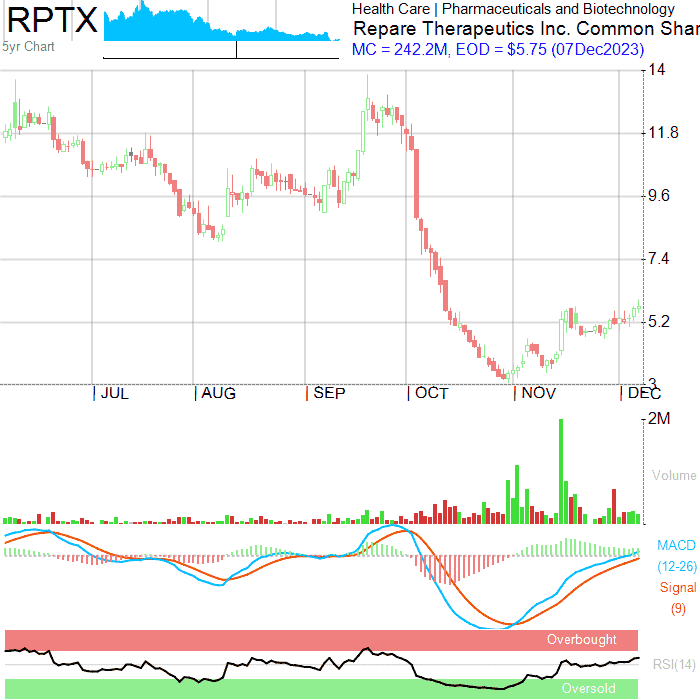 RPTX
5yr Chart
Health Care | Pharmaceuticals and Biotechnology
Repare Therapeutics Inc. Common Shar
MC = 242.2M, EOD = $5.75 (07Dec2023)
14
11.8
9.6
7.4
5.2
3
JUL AUG SEP OCT NOV DEC
2M
Volume
MACD
(12-26)
Signal
(9)
Overbought
RSI(14)
Oversold